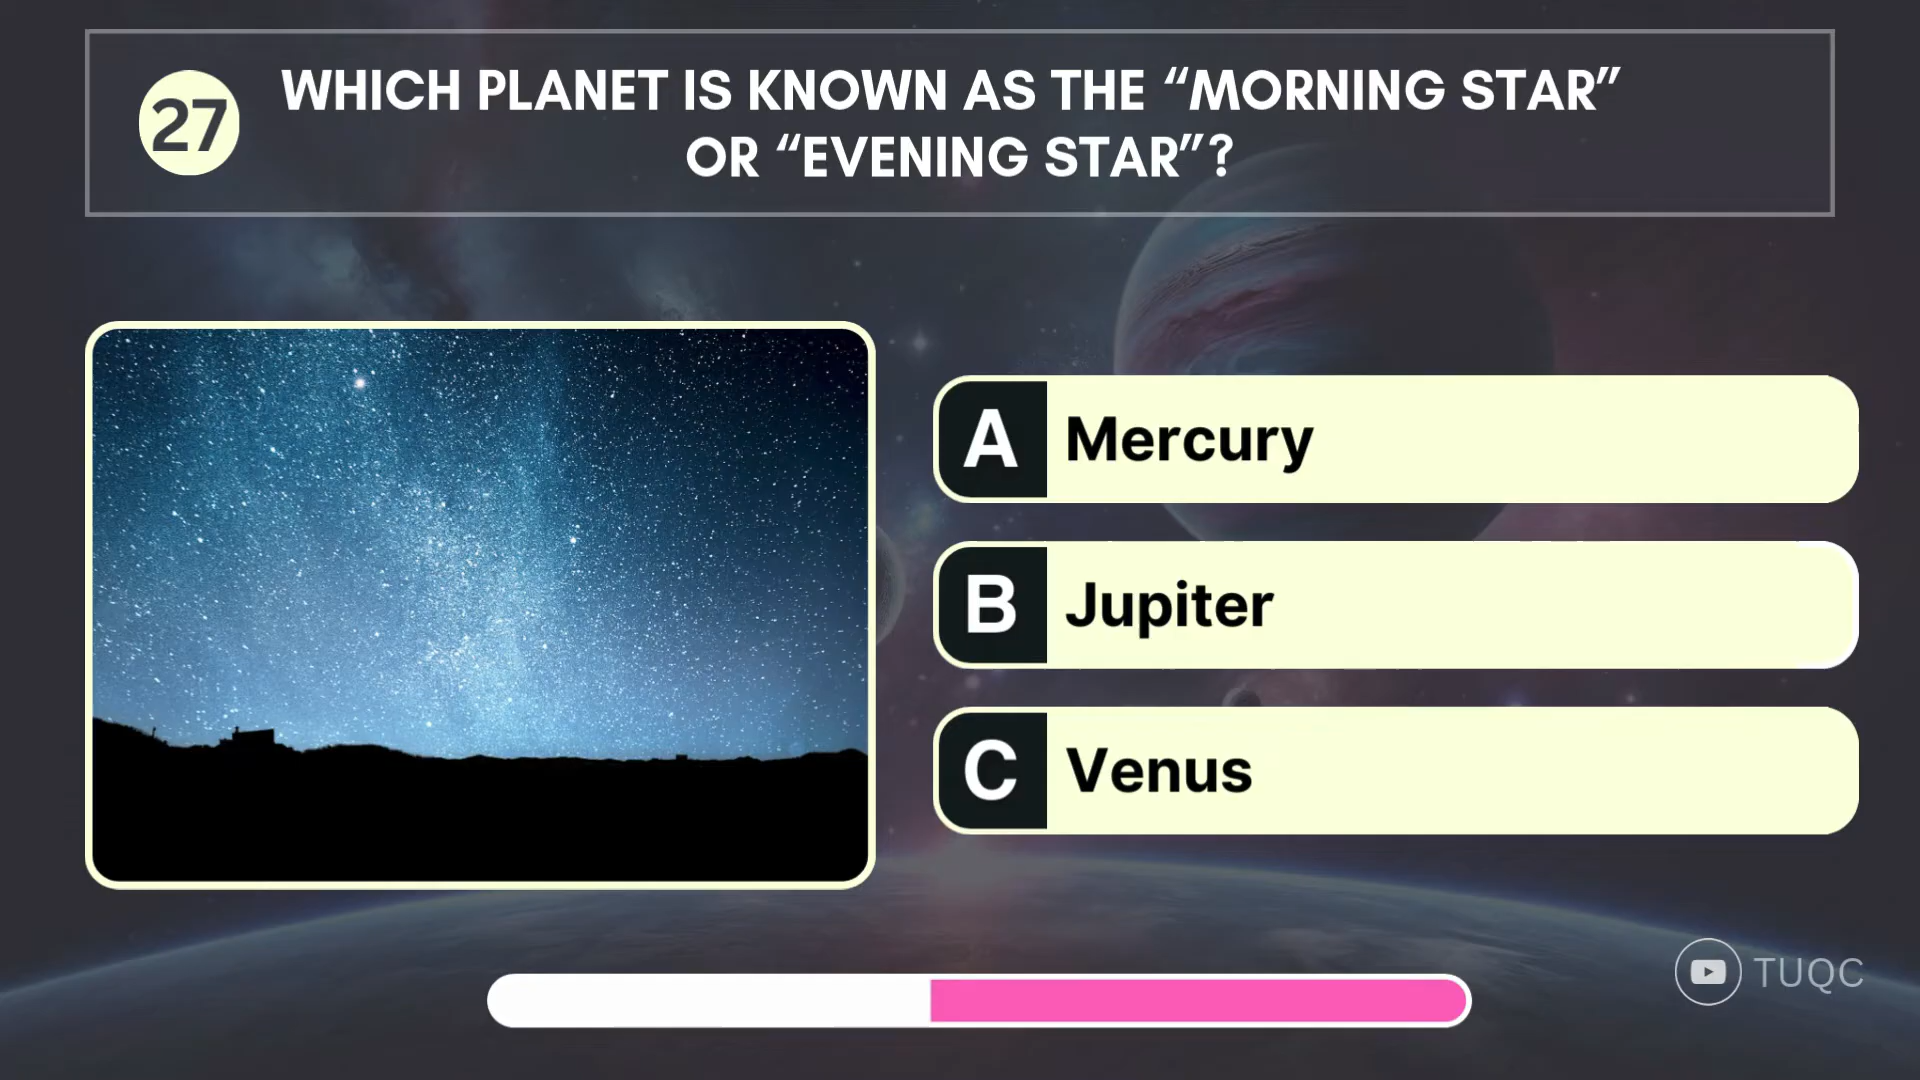 27
WHICH PLANET IS KNOWN AS THE “MORNING STAR”
OR “EVENING STAR”?
A Mercury
B Jupiter
C Venus
TUQC